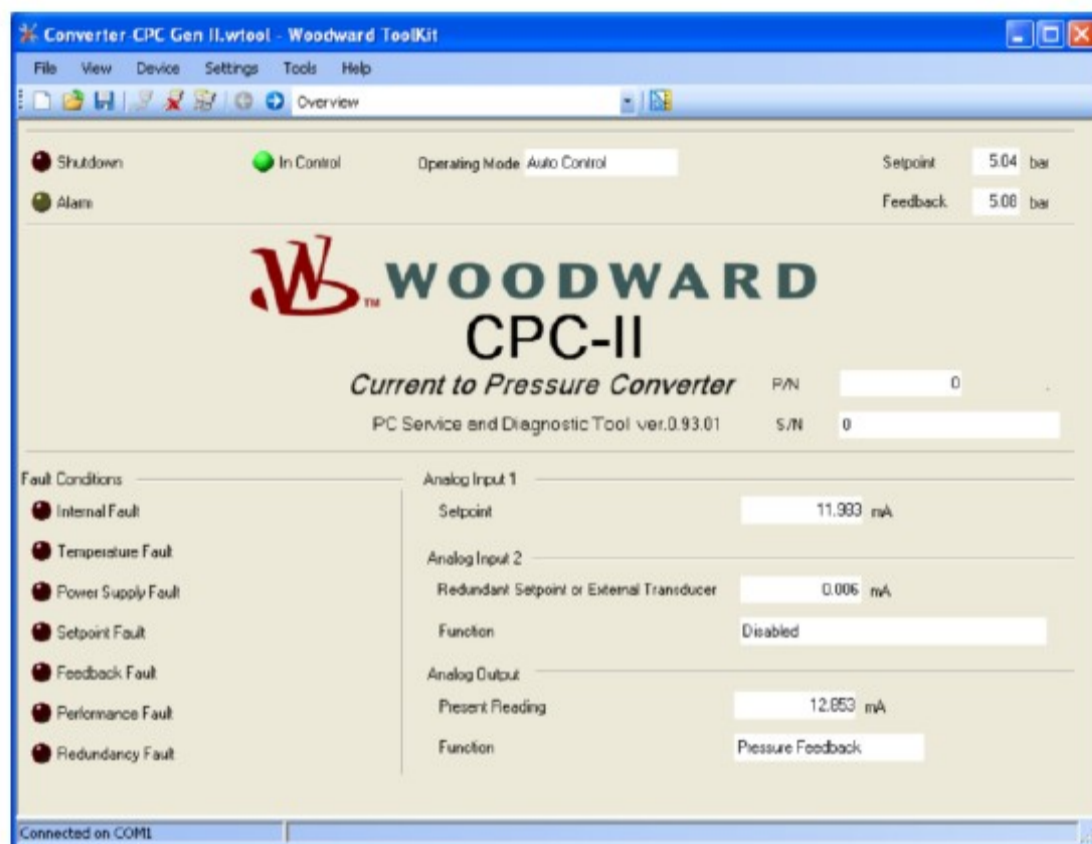 Converter-CPC Gen II.wtool - Woodward ToolKit
File View Device Settings Tools Help
Overview
Shutdown In Control Operating Mode Auto Control Setpoint 5.04 bar
Alarm Feedback 5.08 bar
WOODWARD
TM
CPC-II
Current to Pressure Converter P/N 0 .
PC Service and Diagnostic Tool ver.0.93.01 S/N 0
Fault Conditions Analog Input 1
Internal Fault Setpoint 11.983 mA
Temperature Fault Analog Input 2
Power Supply Fault Redundant Setpoint or External Transducer 0.006 mA
Setpoint Fault Function Disabled
Feedback Fault Analog Output
Performance Fault Present Reading 12.853 mA
Redundancy Fault Function Pressure Feedback
Connected on COM1